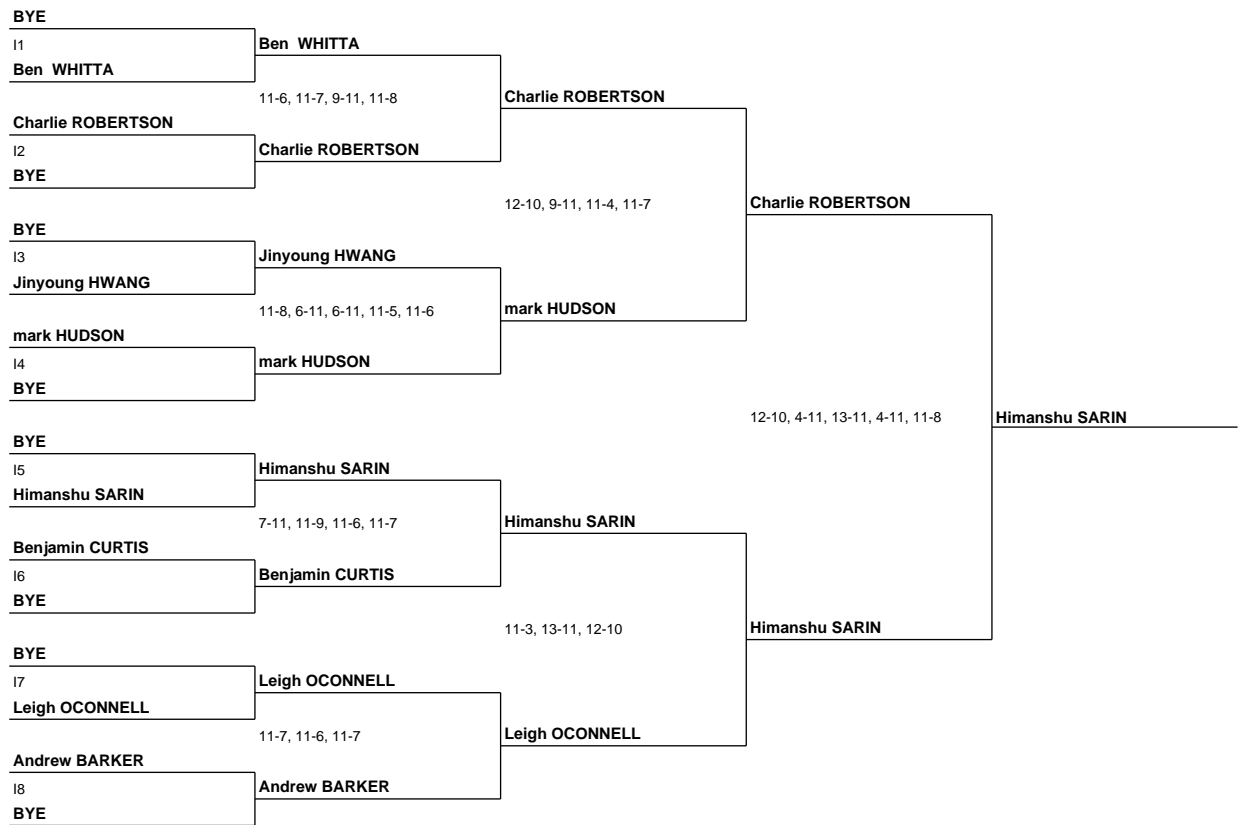 BYE
I1
Ben  WHITTA
Ben  WHITTA
11-6, 11-7, 9-11, 11-8
Charlie ROBERTSON
Charlie ROBERTSON
I2
BYE
Charlie ROBERTSON
12-10, 9-11, 11-4, 11-7
Charlie ROBERTSON
BYE
I3
Jinyoung HWANG
Jinyoung HWANG
11-8, 6-11, 6-11, 11-5, 11-6
mark HUDSON
mark HUDSON
I4
BYE
mark HUDSON
12-10, 4-11, 13-11, 4-11, 11-8
Himanshu SARIN
BYE
I5
Himanshu SARIN
Himanshu SARIN
7-11, 11-9, 11-6, 11-7
Himanshu SARIN
Benjamin CURTIS
I6
BYE
Benjamin CURTIS
11-3, 13-11, 12-10
Himanshu SARIN
BYE
I7
Leigh OCONNELL
Leigh OCONNELL
11-7, 11-6, 11-7
Leigh OCONNELL
Andrew BARKER
I8
BYE
Andrew BARKER